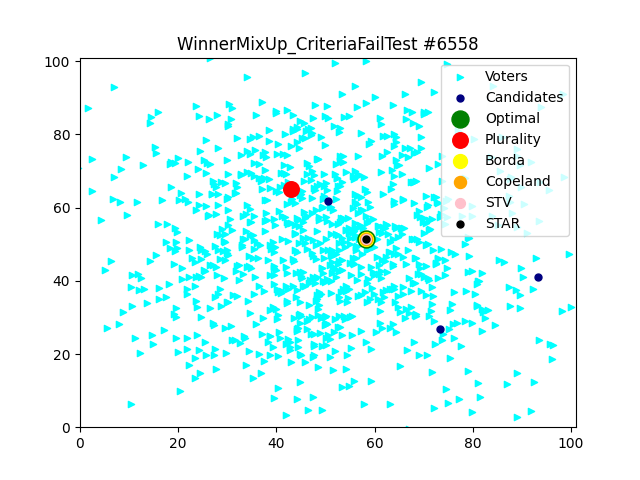 WinnerMixUp_CriteriaFailTest #6558
100
80
60
40
20
0
0 20 40 60 80 100
Voters
Candidates
Optimal
Plurality
Borda
Copeland
STV
STAR